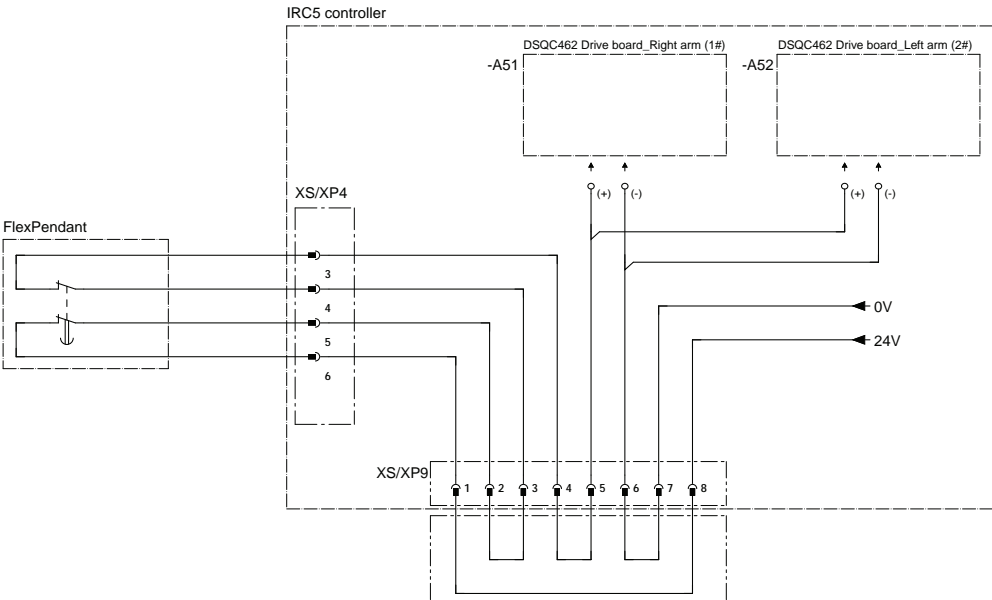 IRC5 controller
DSQC462 Drive board_Right arm (1#)
DSQC462 Drive board_Left arm (2#)
-A51
-A52
XS/XP4
(+)
(-)
(+)
(-)
FlexPendant
3
4
0V
5
24V
6
XS/XP9
1
2
3
4
5
6
7
8